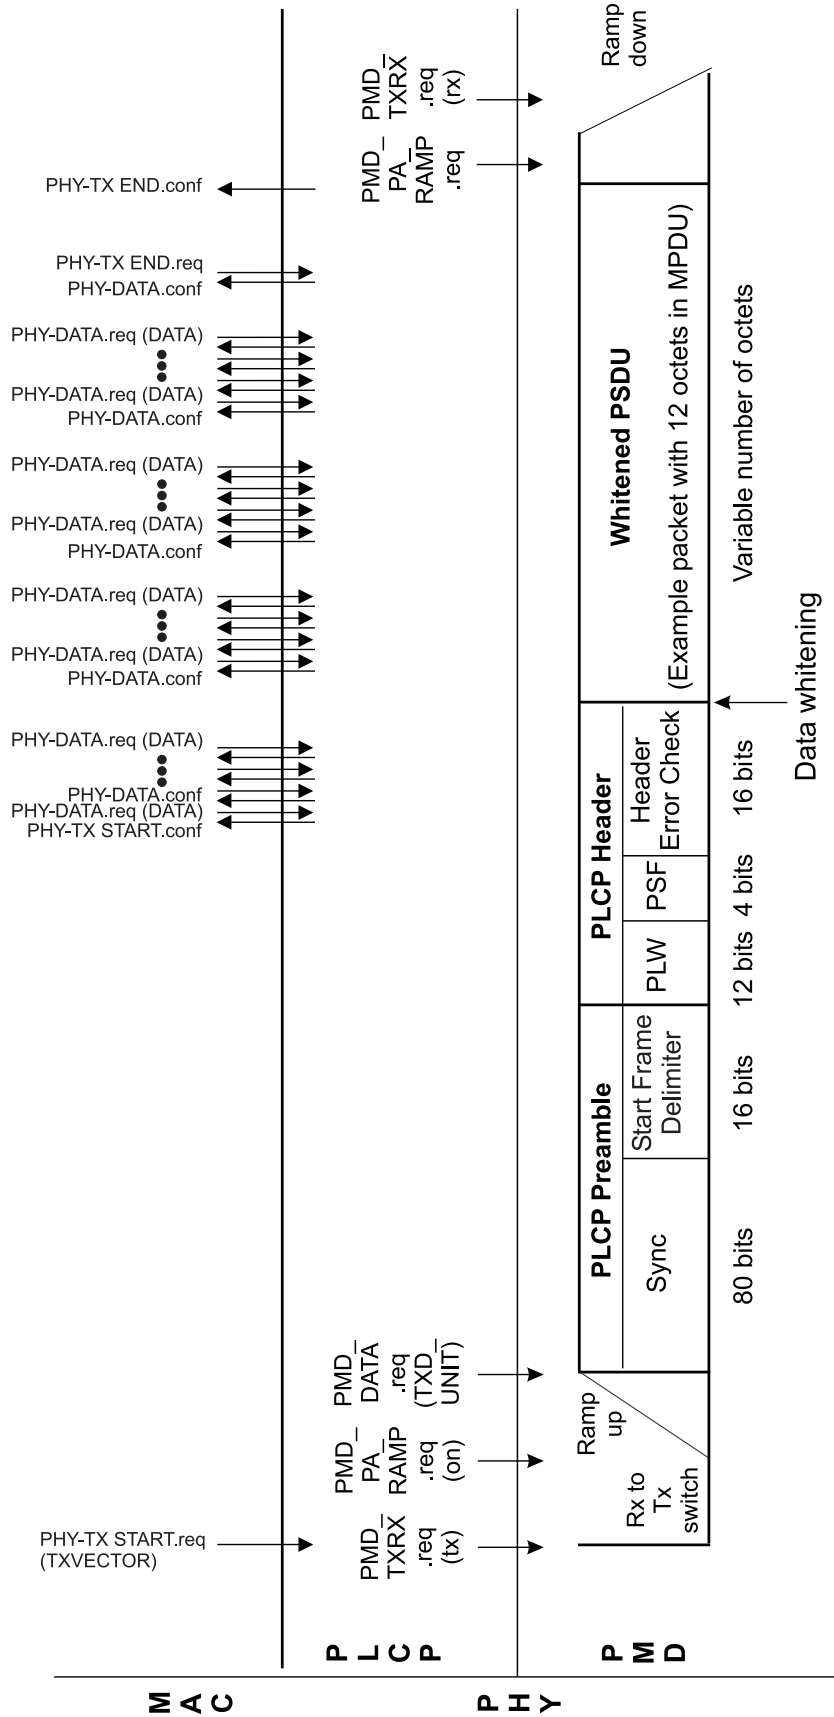 PHY-TX START.req
(TXVECTOR)
PHY-TX START.conf
PHY-DATA.req (DATA)
PHY-DATA.conf
PHY-DATA.req (DATA)
PHY-DATA.conf
PHY-DATA.req (DATA)
PHY-DATA.req (DATA)
PHY-DATA.conf
PHY-DATA.req (DATA)
PHY-DATA.req (DATA)
PHY-DATA.conf
PHY-DATA.req (DATA)
PHY-DATA.req (DATA)
PHY-DATA.conf
PHY-TX END.req
PHY-TX END.conf
MAC
PLCP
PHY
PMD
PMD_
TXRX
.req
(tx)
PMD_
PA_
RAMP
.req
(on)
PMD_
DATA
.req
(TXD_
UNIT)
PMD_
PA_
RAMP
.req
PMD_
TXRX
.req
(rx)
Rx to
Tx
switch
Ramp
up
PLCP Preamble
Sync
Start Frame
Delimiter
PLCP Header
PLW
PSF
Header
Error Check
Whitened PSDU
(Example packet with 12 octets in MPDU)
Ramp
down
80 bits
16 bits
12 bits
4 bits
16 bits
Variable number of octets
Data whitening